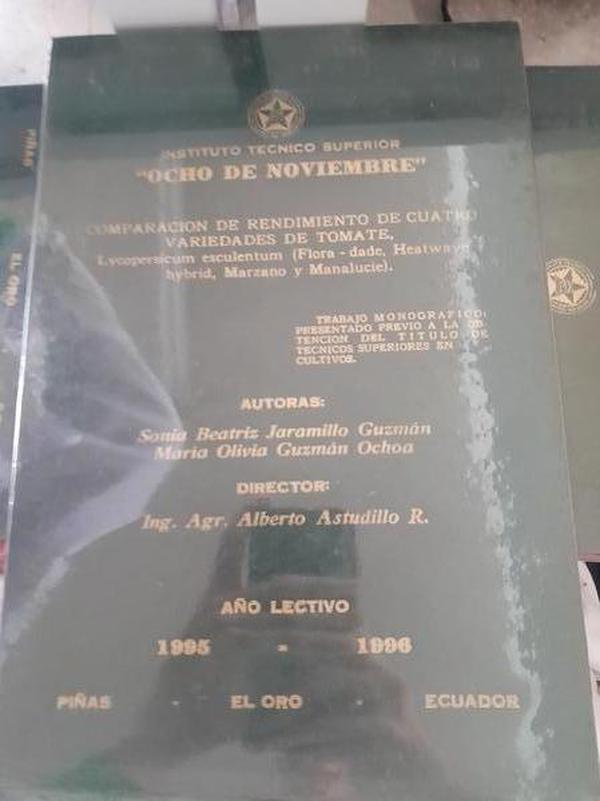 INSTITUTO TECNICO SUPERIOR
"OCHO DE NOVIEMBRE"
COMPARACION DE RENDIMIENTO DE CUATRO
VARIEDADES DE TOMATE,
Lycopersicum esculentum (Flora - dade, Heatwave
hybrid, Marzano y Manalucie).
TRABAJO MONOGRAFICO:
PRESENTADO PREVIO A LA OB-
TENCION DEL TITULO DE
TECNICOS SUPERIORES EN
CULTIVOS.
AUTORAS:
Sonia Beatriz Jaramillo Guzmán
María Olivia Guzmán Ochoa
DIRECTOR:
Ing. Agr. Alberto Astudillo R.
AÑO LECTIVO
1995 - 1996
PIÑAS - EL ORO - ECUADOR
PIÑAS
EL ORO